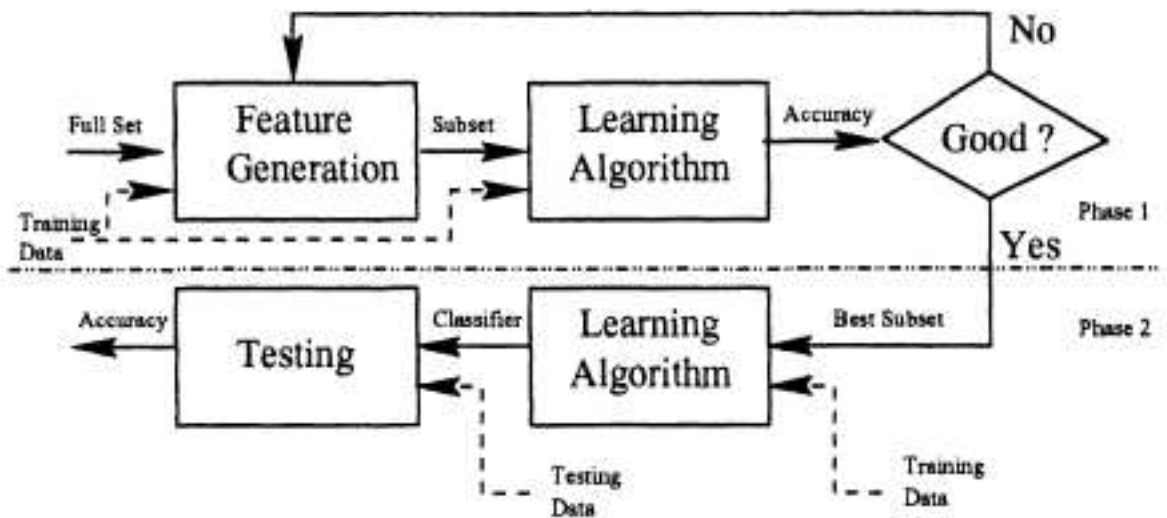 No
Full Set
Feature
Generation
Subset
Learning
Algorithm
Accuracy
Good ?
Training
Data
Phase 1
Yes
Accuracy
Testing
Classifier
Learning
Algorithm
Best Subset
Phase 2
Testing
Data
Training
Data